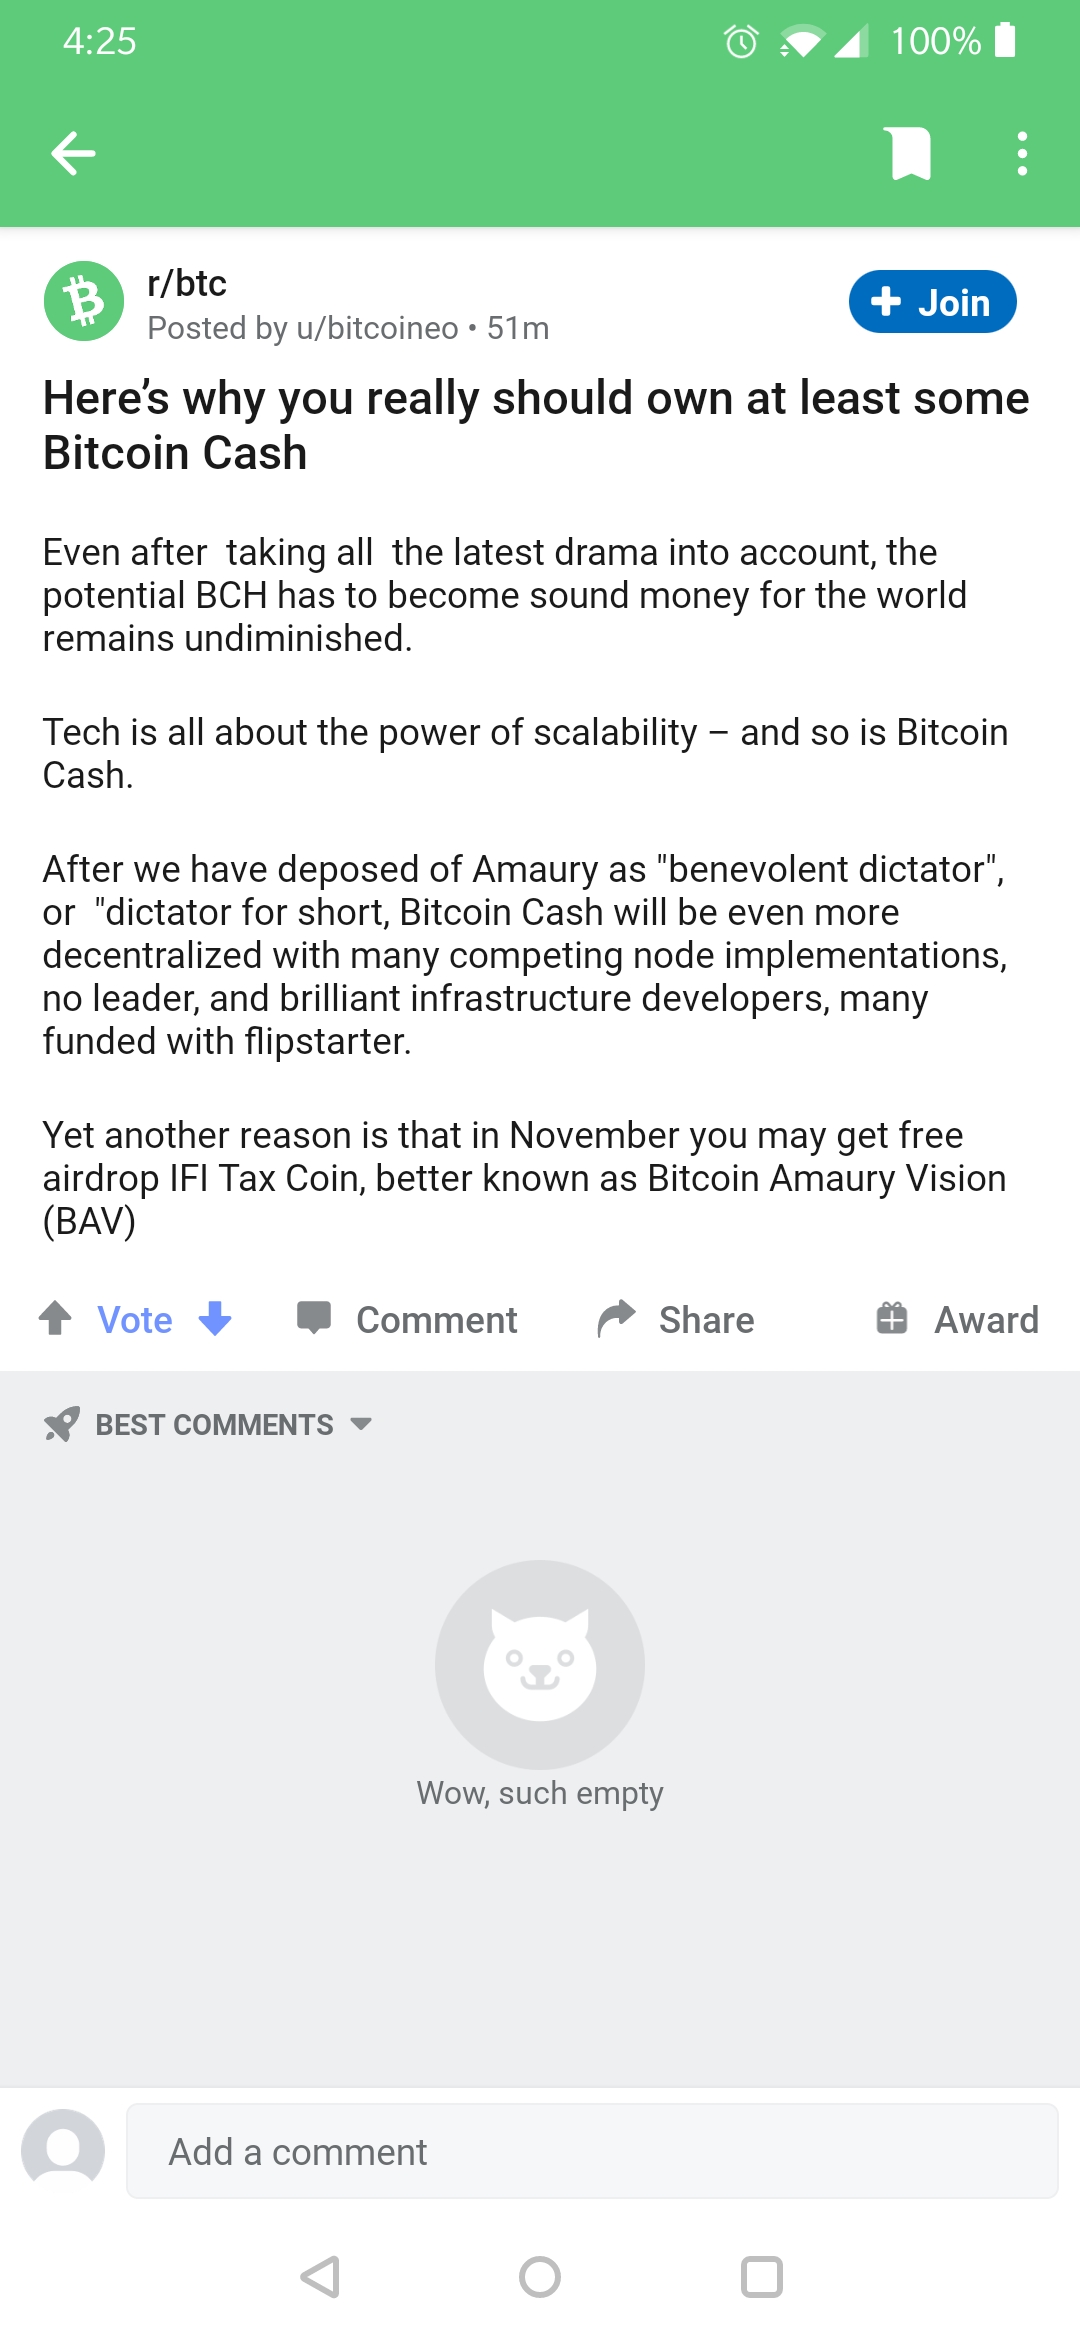 4:25
100%
r/btc
Posted by u/bitcoineo • 51m
Join
Here’s why you really should own at least some
Bitcoin Cash
Even after  taking all  the latest drama into account, the
potential BCH has to become sound money for the world
remains undiminished.
Tech is all about the power of scalability – and so is Bitcoin
Cash.
After we have deposed of Amaury as "benevolent dictator",
or  "dictator for short, Bitcoin Cash will be even more
decentralized with many competing node implementations,
no leader, and brilliant infrastructure developers, many
funded with flipstarter.
Yet another reason is that in November you may get free
airdrop IFI Tax Coin, better known as Bitcoin Amaury Vision
(BAV)
Vote
Comment
Share
Award
BEST COMMENTS
Wow, such empty
Add a comment